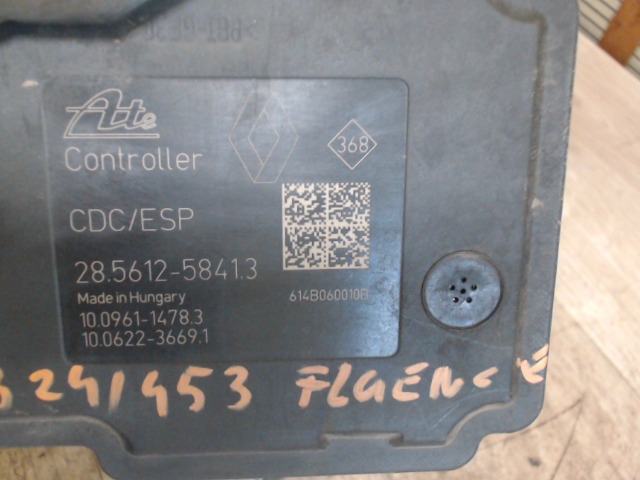 Ate
368
Controller
CDC/ESP
28.5612-5841.3
Made in Hungary
614B060010B
10.0961-1478.3
10.0622-3669.1
241453 FLUENCE